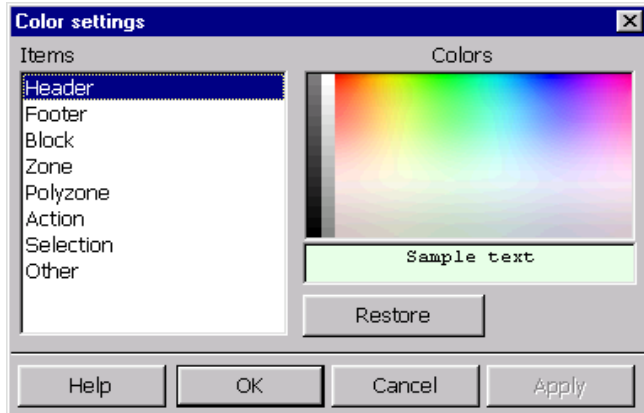 Color settings
Items
Colors
Header
Footer
Block
Zone
Polyzone
Action
Selection
Other
Sample text
Restore
Help
OK
Cancel
Apply